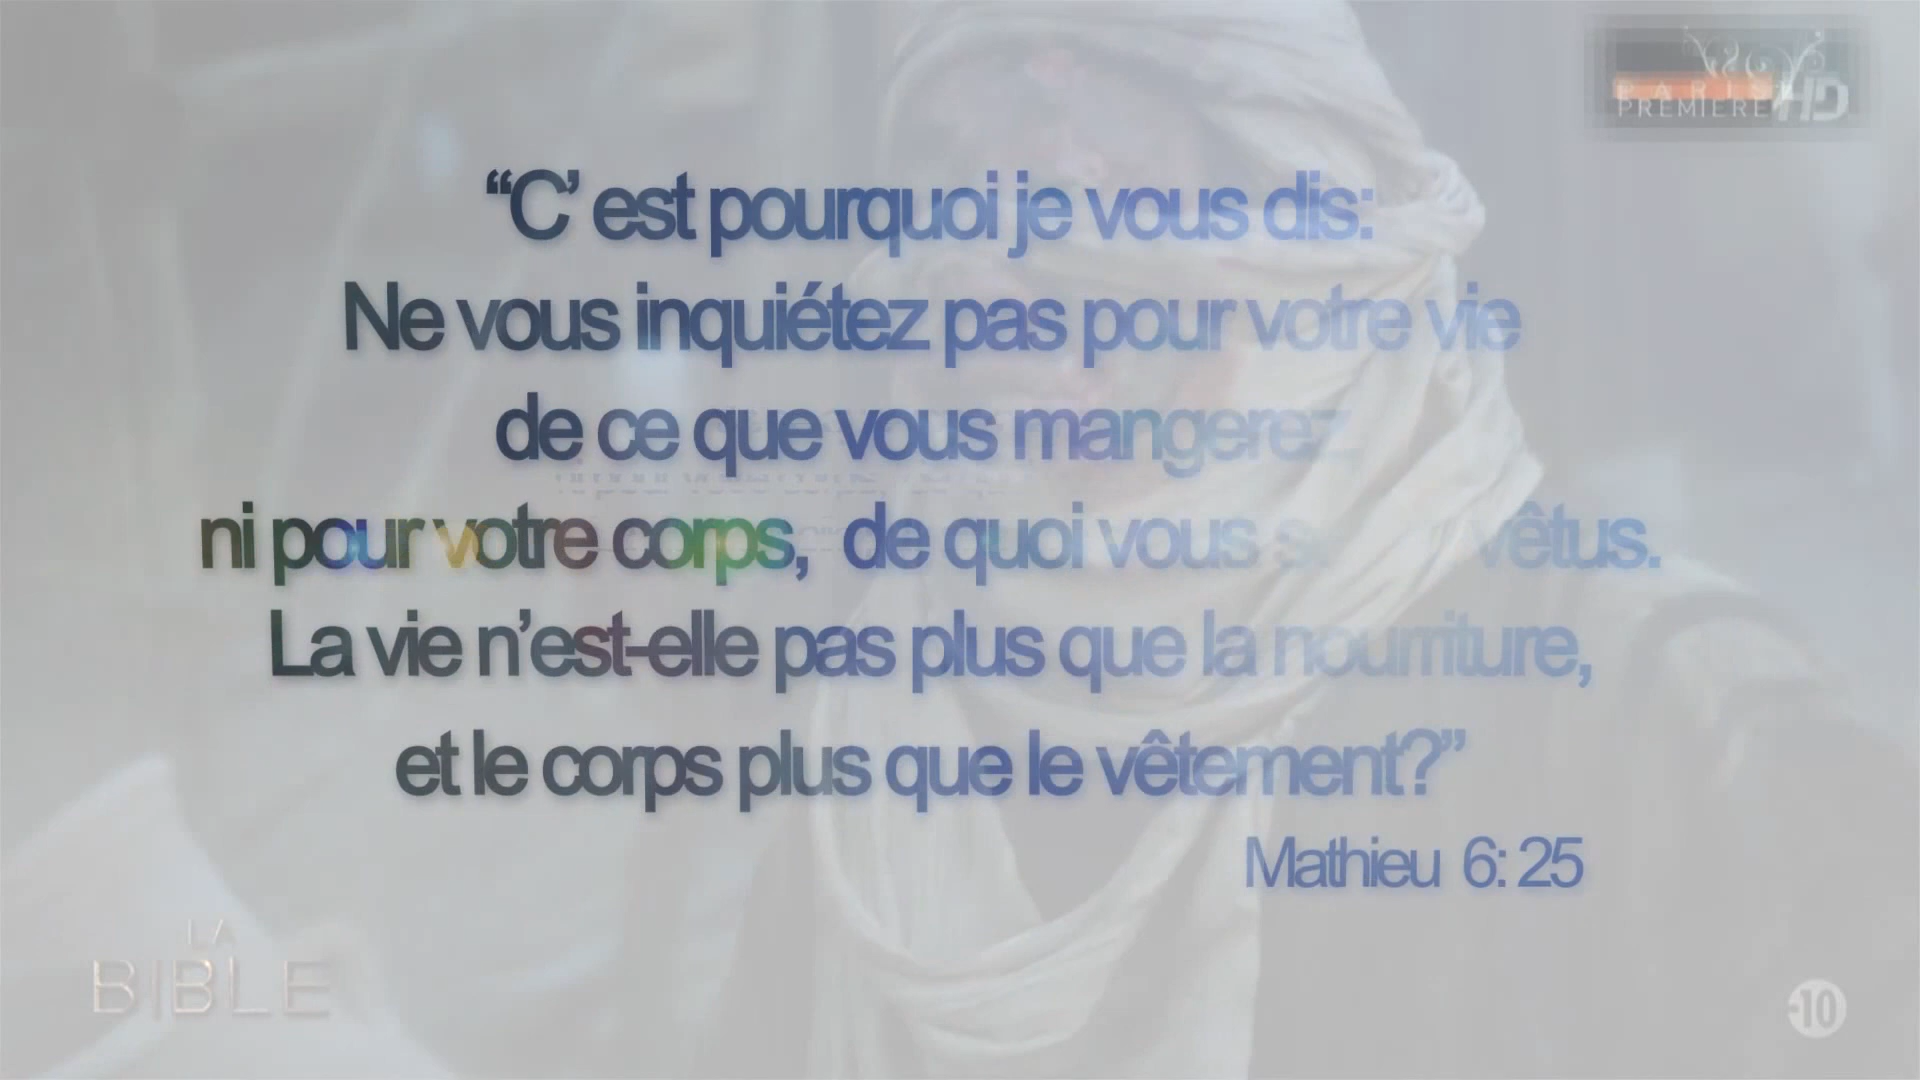 PARIS
PREMIERE HD
“C’ est pourquoi je vous dis:
Ne vous inquiétez pas pour votre vie
de ce que vous mangerez
ni pour votre corps, de quoi vous vêtus.
La vie n’est-elle pas plus que la nourriture,
et le corps plus que le vêtement?”
Mathieu 6: 25
LA
BIBLE
-10